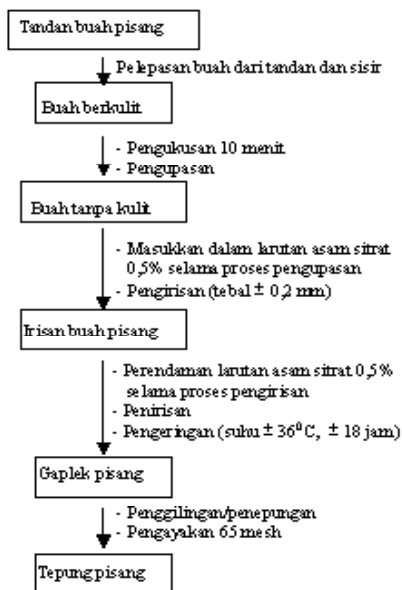 Tandan buah pisang
Pelepasan buah dari tandan dan sisir
Buah berkulit
- Pengukusan 10 menit
- Pengupasan
Buah tanpa kulit
- Masukkan dalam larutan asam sitrat
0,5% selama proses pengupasan
- Pengirisan (tebal ± 0,2 mm)
Irisan buah pisang
- Perendaman larutan asam sitrat 0,5%
selama proses pengirisan
- Penirisan
- Pengeringan (suhu ± 36⁰C, ± 18 jam)
Gaplek pisang
- Penggilingan/penepungan
- Pengayakan 65 mesh
Tepung pisang